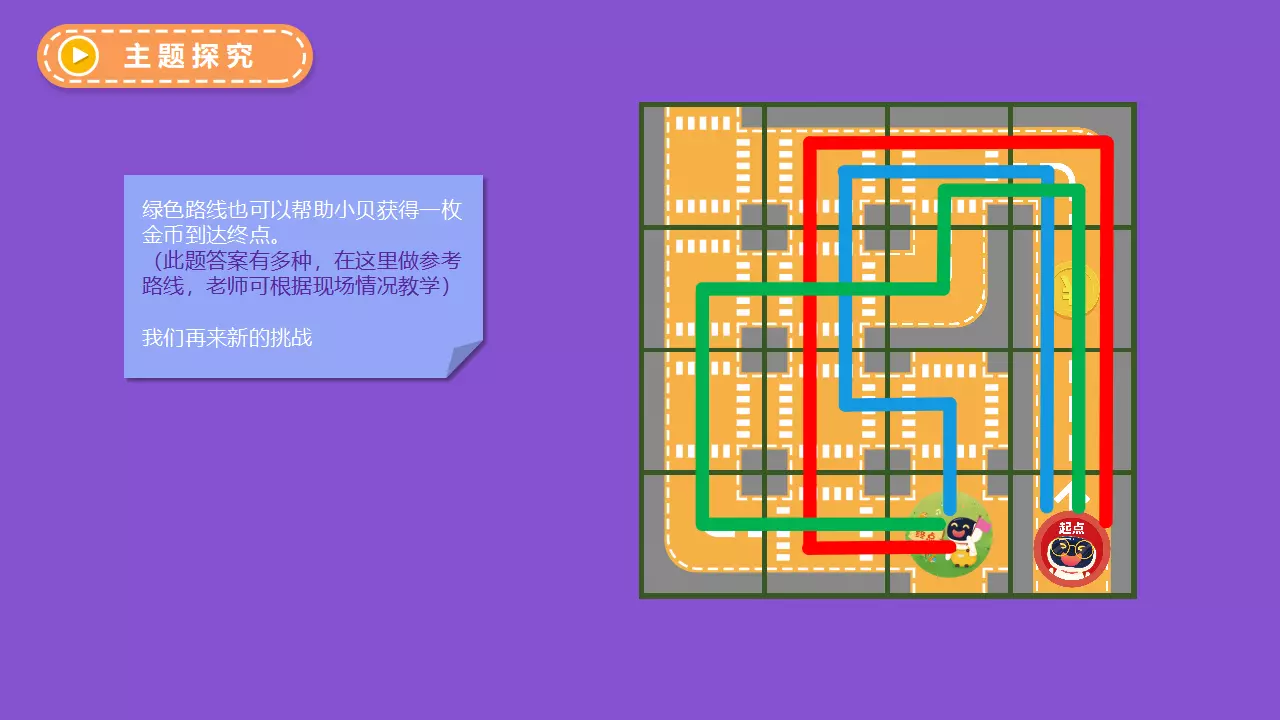 主题探究
绿色路线也可以帮助小贝获得一枚
金币到达终点。
（此题答案有多种，在这里做参考
路线，老师可根据现场情况教学）
我们再来新的挑战
¥
终点
起点